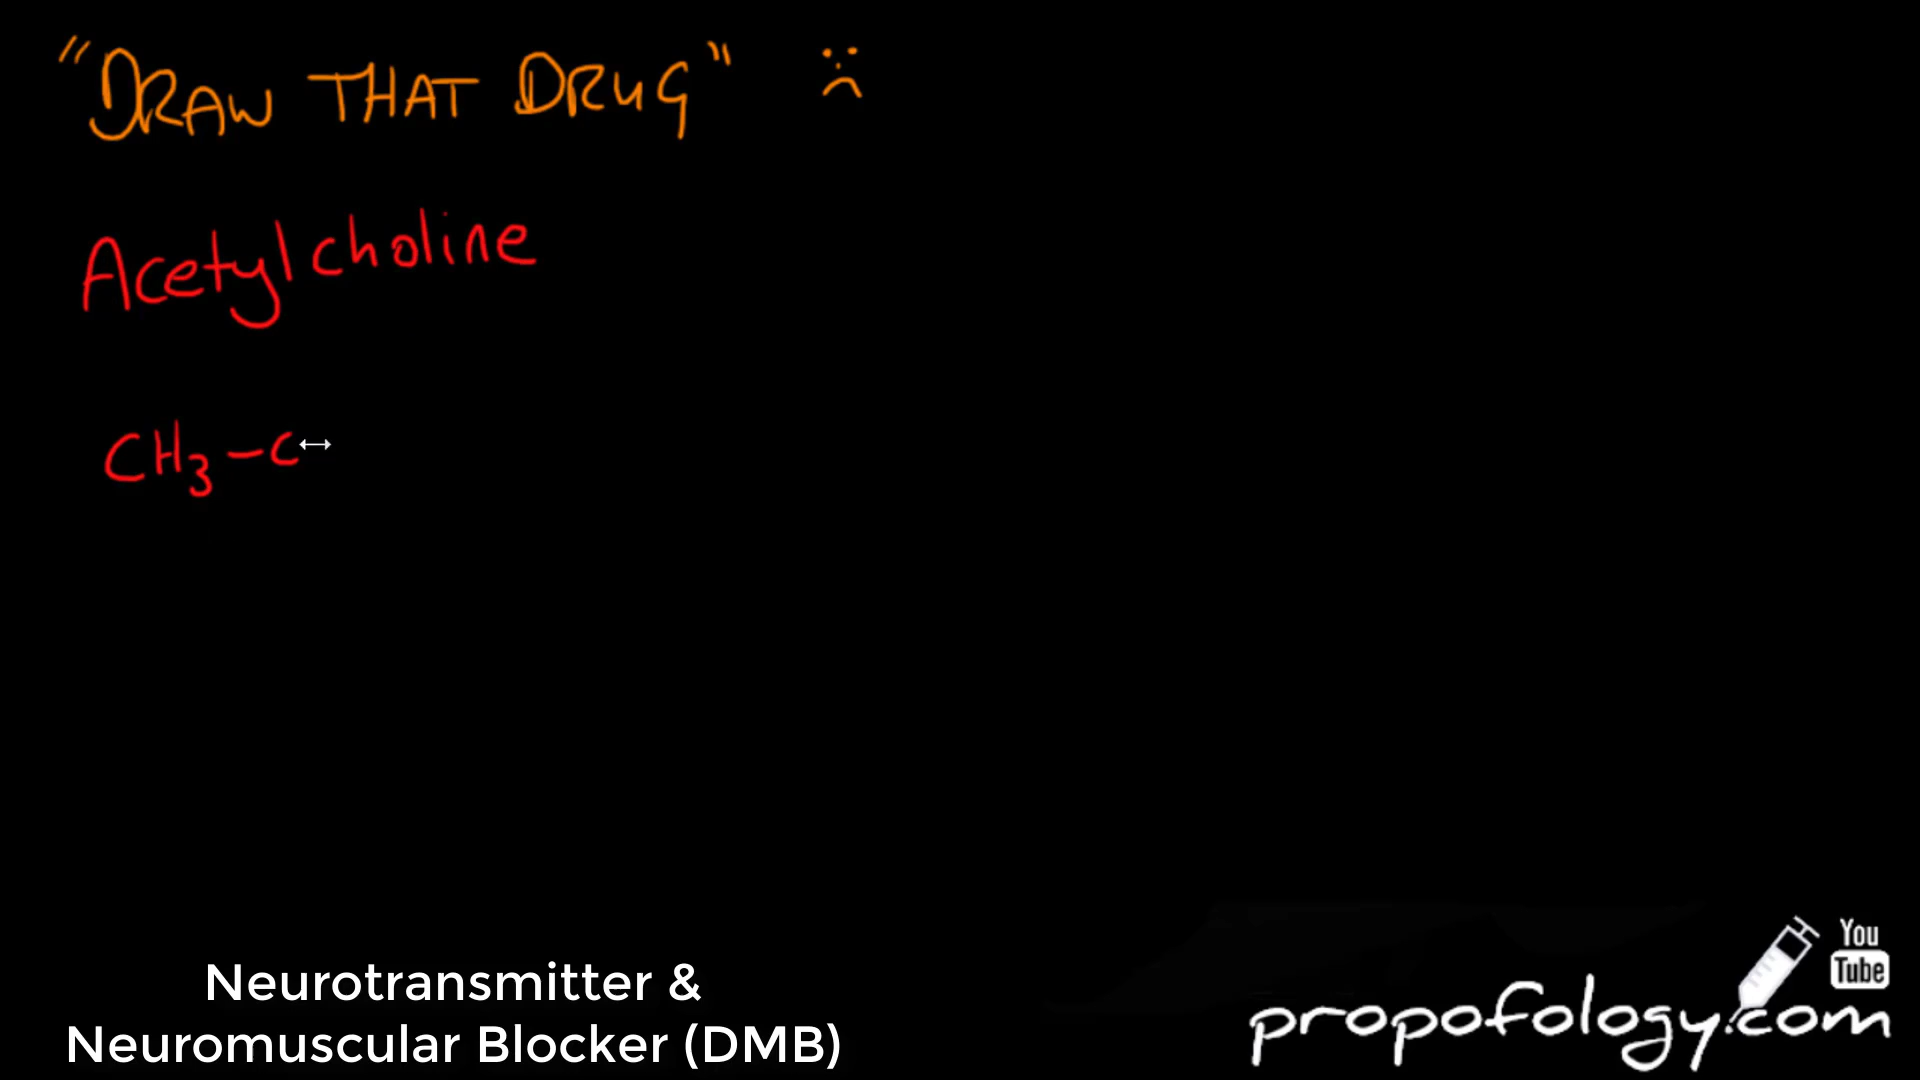 "DRAW THAT DRUG"
Acetylcholine
CH3-C
Neurotransmitter &
Neuromuscular Blocker (DMB)
You
Tube
propofology.com